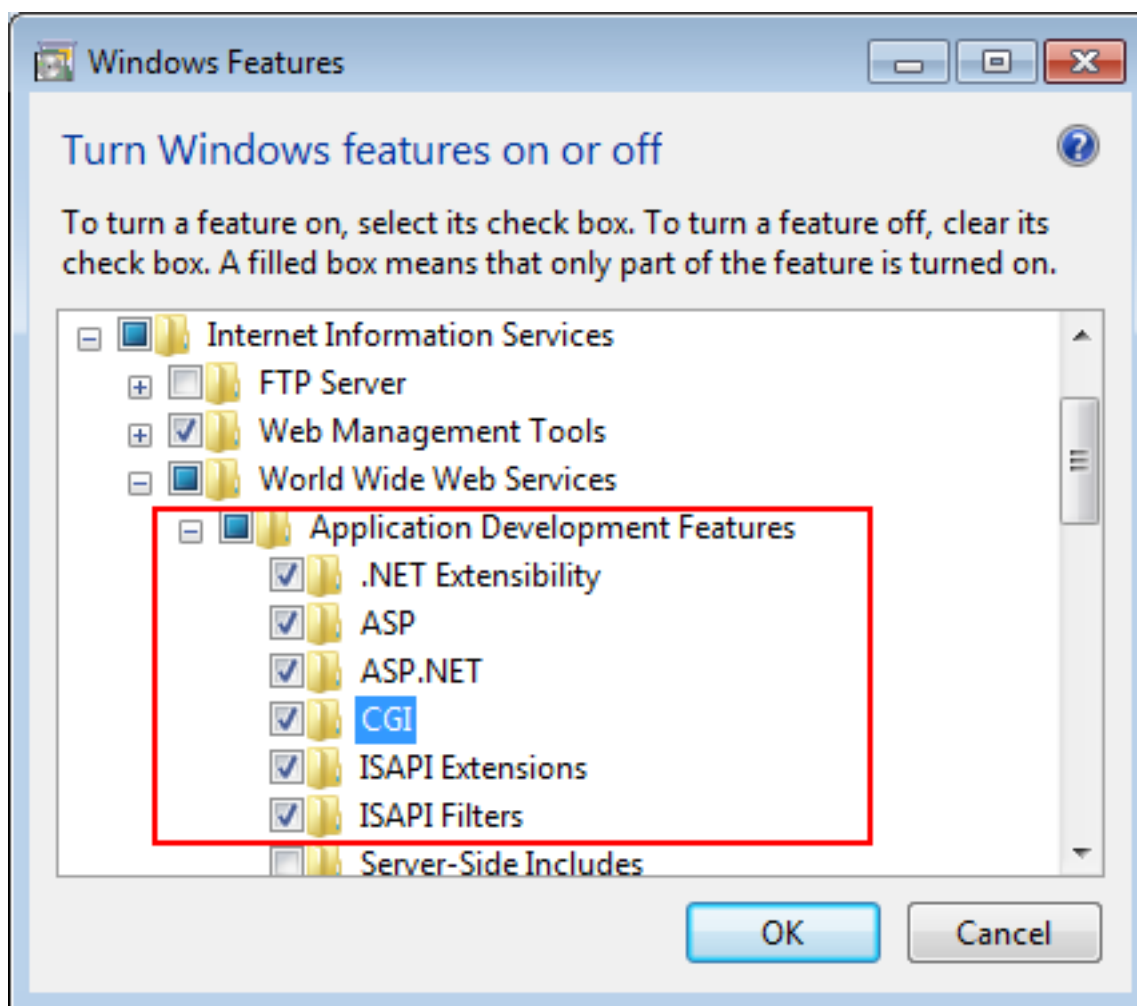 Windows Features
Turn Windows features on or off
To turn a feature on, select its check box. To turn a feature off, clear its
check box. A filled box means that only part of the feature is turned on.
Internet Information Services
FTP Server
Web Management Tools
World Wide Web Services
Application Development Features
.NET Extensibility
ASP
ASP.NET
CGI
ISAPI Extensions
ISAPI Filters
Server-Side Includes
OK
Cancel